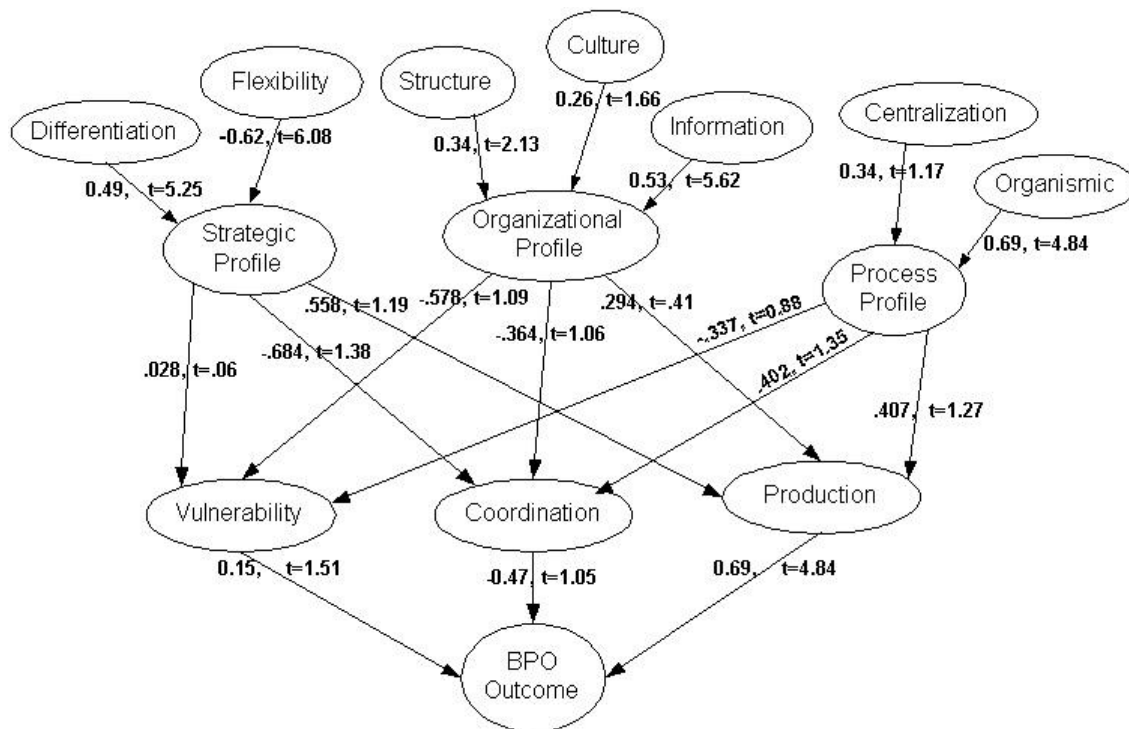 Culture
Flexibility
Structure
Centralization
Differentiation
Information
0.26, t=1.66
-0.62, t=6.08
0.34, t=2.13
0.34, t=1.17
Organismic
0.49, t=5.25
0.53, t=5.62
Strategic
Profile
Organizational
Profile
0.69, t=4.84
Process
Profile
.558, t=1.19
-.578, t=1.09
.294, t=.41
-.337, t=0.88
-.364, t=1.06
.028, t=.06
-.684, t=1.38
.402, t=1.35
.407, t=1.27
Vulnerability
Coordination
Production
0.15, t=1.51
-0.47, t=1.05
0.69, t=4.84
BPO
Outcome